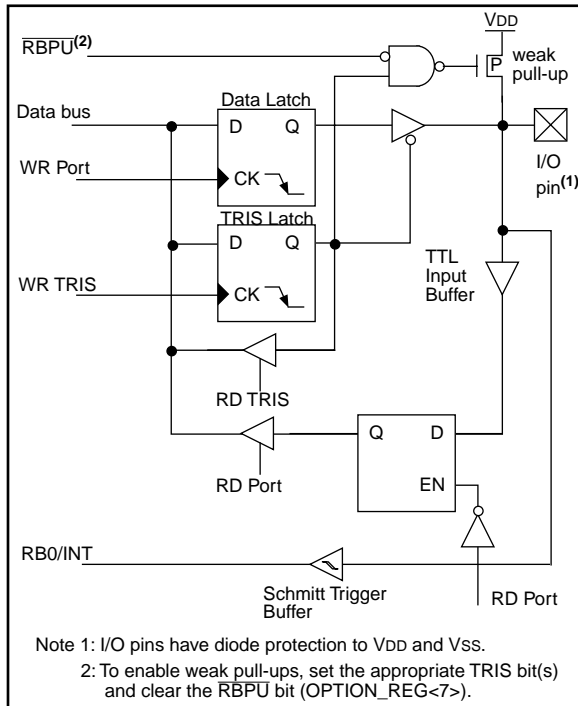 VDD
RBPU(2)
weak
pull-up
P
Data Latch
Data bus
D Q
I/O
pin(1)
WR Port
CK
TRIS Latch
D Q
TTL
Input
Buffer
WR TRIS
CK
RD TRIS
Q D
RD Port
EN
RB0/INT
Schmitt Trigger
Buffer
RD Port
Note 1: I/O pins have diode protection to VDD and VSS.
2: To enable weak pull-ups, set the appropriate TRIS bit(s)
and clear the RBPU bit (OPTION_REG<7>).